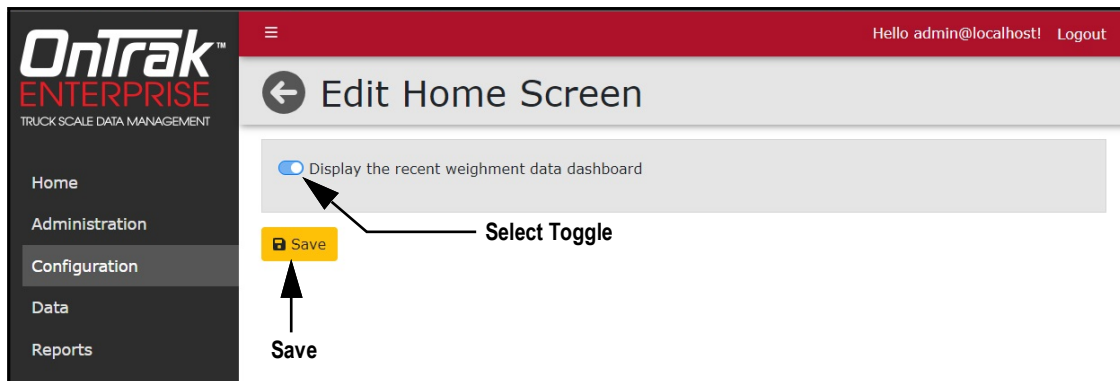 OnTrak™
ENTERPRISE
TRUCK SCALE DATA MANAGEMENT
Hello admin@localhost! Logout
Edit Home Screen
Home
Administration
Configuration
Data
Reports
Display the recent weighment data dashboard
Select Toggle
Save
Save